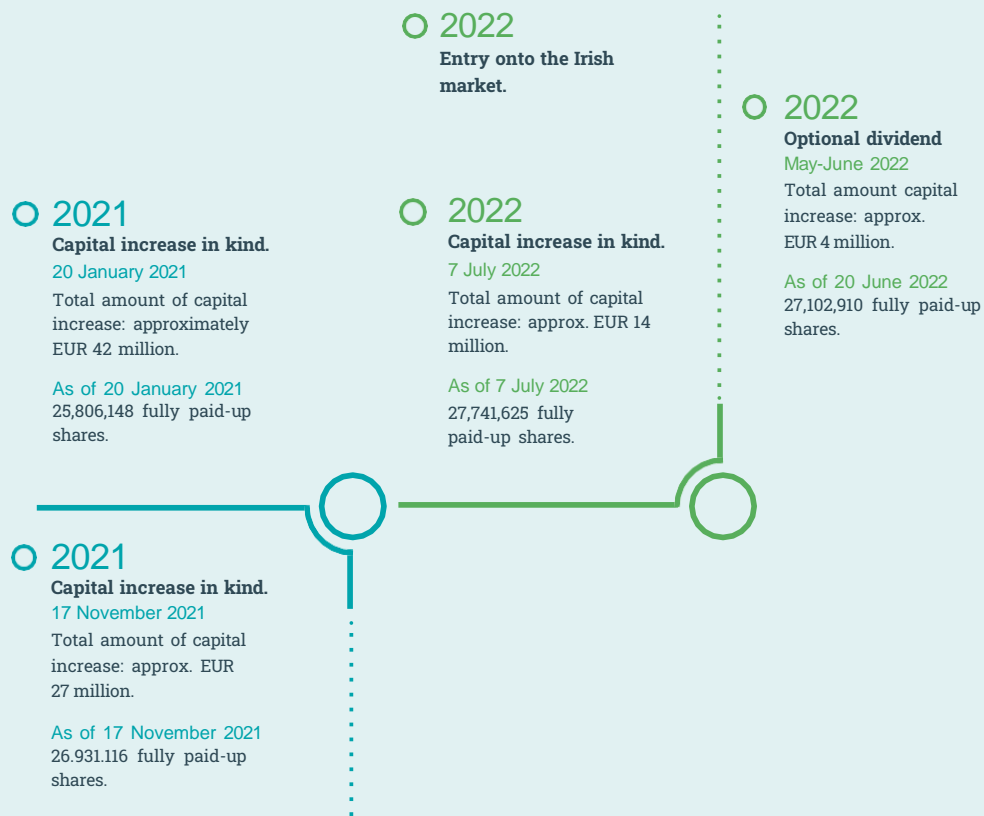 2021
Capital increase in kind.
20 January 2021
Total amount of capital
increase: approximately
EUR 42 million.
As of 20 January 2021
25,806,148 fully paid-up
shares.
2021
Capital increase in kind.
17 November 2021
Total amount of capital
increase: approx. EUR
27 million.
As of 17 November 2021
26.931.116 fully paid-up
shares.
2022
Entry onto the Irish
market.
2022
Capital increase in kind.
7 July 2022
Total amount of capital
increase: approx. EUR 14
million.
As of 7 July 2022
27,741,625 fully
paid-up shares.
2022
Optional dividend
May-June 2022
Total amount capital
increase: approx.
EUR 4 million.
As of 20 June 2022
27,102,910 fully paid-up
shares.